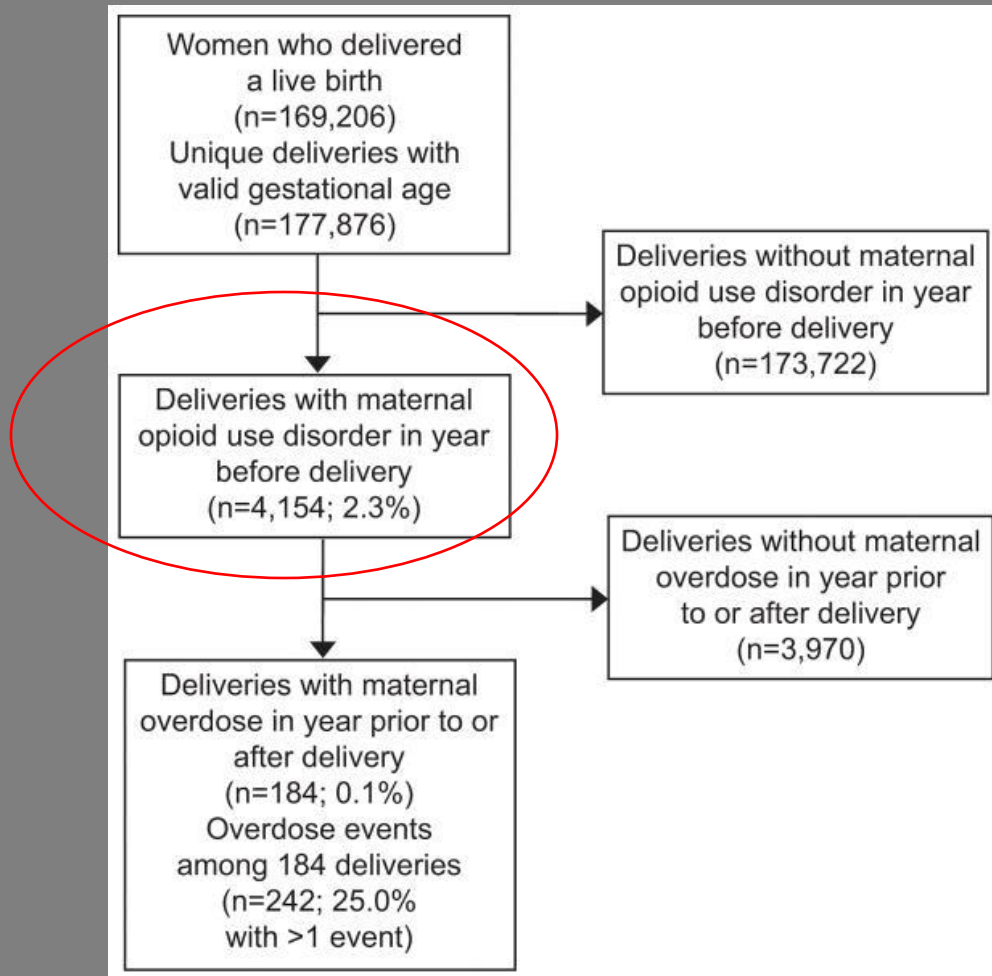 Women who delivered
a live birth
(n=169,206)
Unique deliveries with
valid gestational age
(n=177,876)
Deliveries without maternal
opioid use disorder in year
before delivery
(n=173,722)
Deliveries with maternal
opioid use disorder in year
before delivery
(n=4,154; 2.3%)
Deliveries without maternal
overdose in year prior
to or after delivery
(n=3,970)
Deliveries with maternal
overdose in year prior to or
after delivery
(n=184; 0.1%)
Overdose events
among 184 deliveries
(n=242; 25.0%
with >1 event)